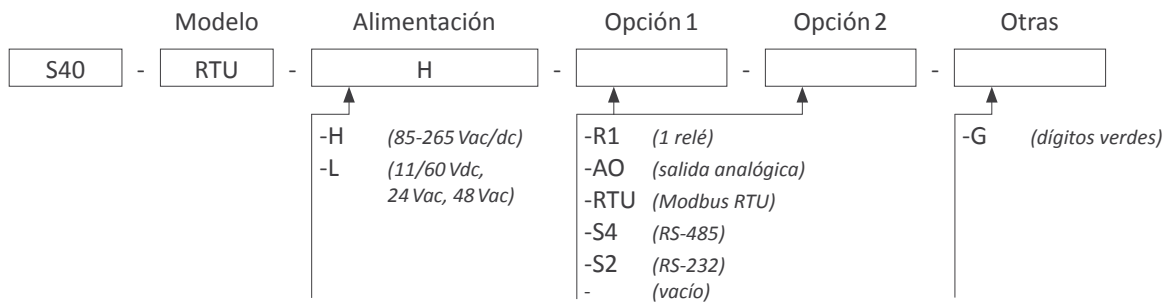 Modelo Alimentación Opción 1 Opción 2 Otras
S40 - RTU - H - - -
-H (85-265 Vac/dc) -R1 (1 relé) -G (dígitos verdes)
-L (11/60 Vdc, -AO (salida analógica)
24 Vac, 48 Vac) -RTU (Modbus RTU)
-S4 (RS-485)
-S2 (RS-232)
- (vacío)